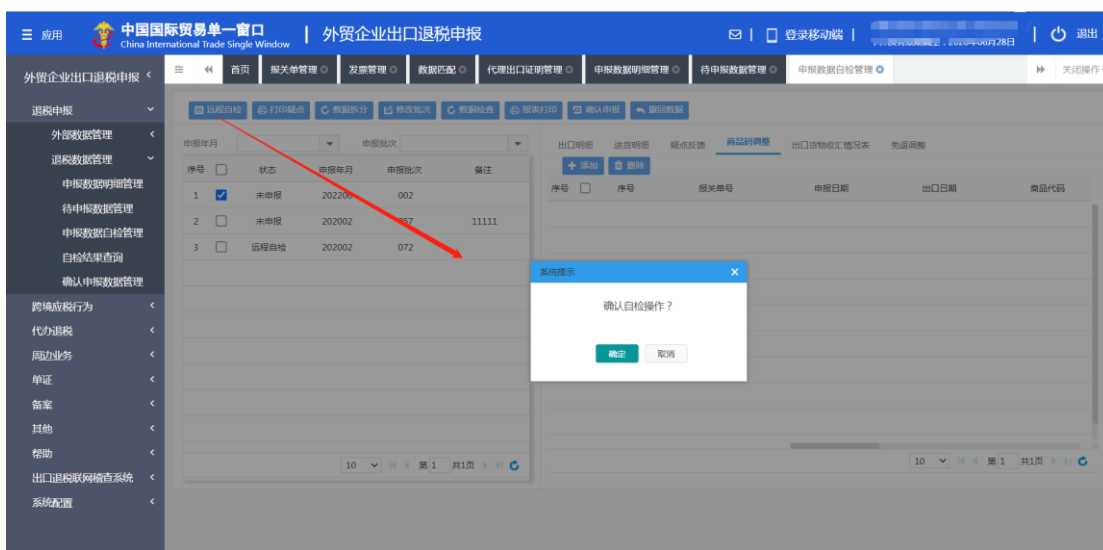 应用
中国国际贸易单一窗口
China International Trade Single Window
外贸企业出口退税申报
登录移动端
退出
外贸企业出口退税申报
首页
报关单管理
发票管理
数据匹配
代理出口证明管理
申报数据明细管理
待申报数据管理
申报数据自检管理
关闭操作
退税申报
外部数据管理
退税数据管理
申报数据明细管理
待申报数据管理
申报数据自检管理
自检结果查询
确认申报数据管理
跨境应税行为
代办退税
周边业务
单证
备案
其他
帮助
出口退税联网稽查系统
系统配置
远程自检 打印疑点 数据拆分 修改批次 数据检查 报表打印 确认申报 撤回数据
申报年月 申报批次
序号 状态 申报年月 申报批次 备注
1 未申报 202206 002
2 未申报 202002 057 11111
3 远程自检 202002 072
10 第 1 共1页
出口明细 进货明细 疑点反馈 商品码调整 出口货物收汇情况表 免退调整
添加 删除
序号 序号 报关单号 申报日期 出口日期 商品代码
10 第 1 共1页
系统提示
确认自检操作？
确定 取消